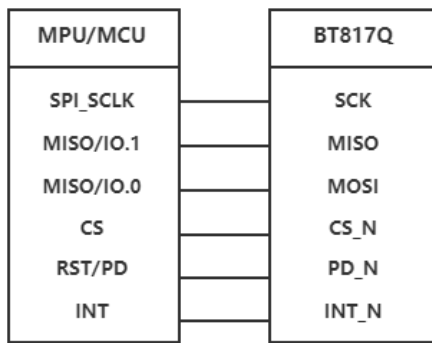 MPU/MCU BT817Q
SPI_SCLK SCK
MISO/IO.1 MISO
MISO/IO.0 MOSI
CS CS_N
RST/PD PD_N
INT INT_N